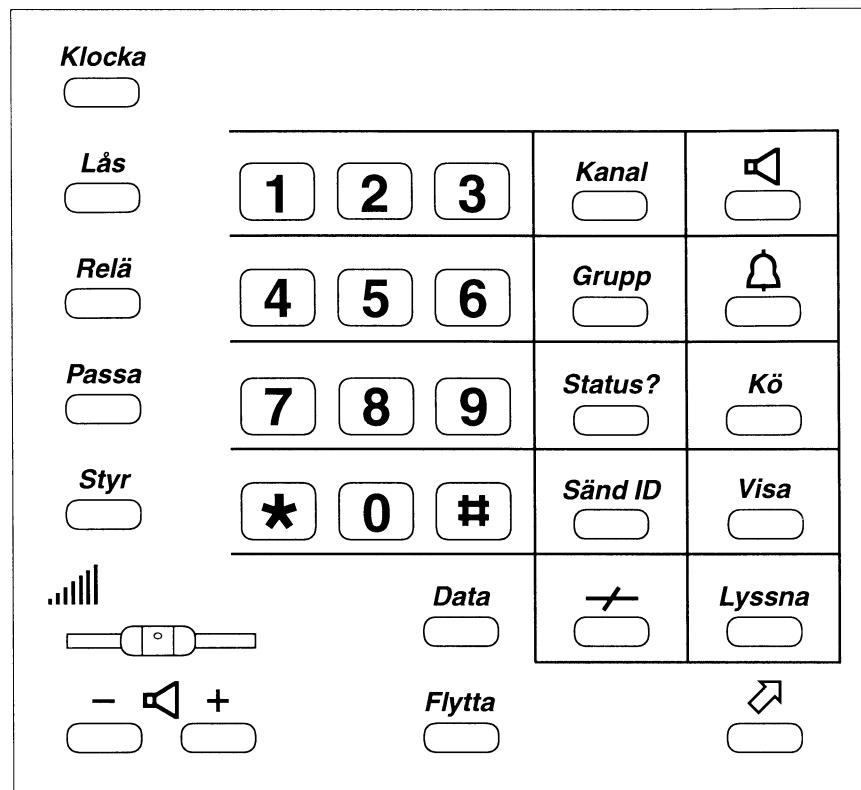 Klocka
Lås
1 2 3
Kanal
Relä
4 5 6
Grupp
Passa
7 8 9
Status?
Kö
Styr
* 0 #
Sänd ID
Visa
Data
Lyssna
- +
Flytta